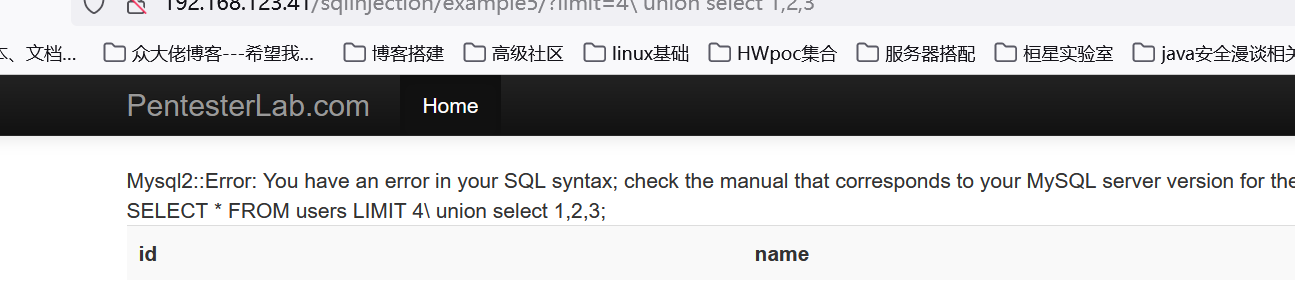 192.168.123.41/sqlinjection/example5/?limit=4\ union select 1,2,3
本、文档... 众大佬博客---希望我... 博客搭建 高级社区 linux基础 HWpoc集合 服务器搭配 桓星实验室 java安全漫谈相关
PentesterLab.com Home
Mysql2::Error: You have an error in your SQL syntax; check the manual that corresponds to your MySQL server version for the
SELECT * FROM users LIMIT 4\ union select 1,2,3;
id name